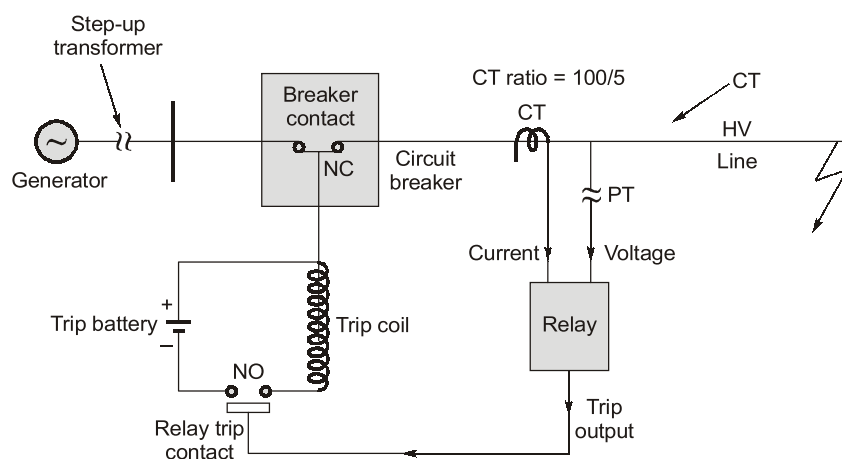 Step-up
transformer
CT ratio = 100/5
CT
Breaker
contact
CT
HV
~
NC
Circuit
breaker
Line
Generator
PT
Current
Voltage
+
Trip battery
–
Trip coil
Relay
NO
Relay trip
contact
Trip
output